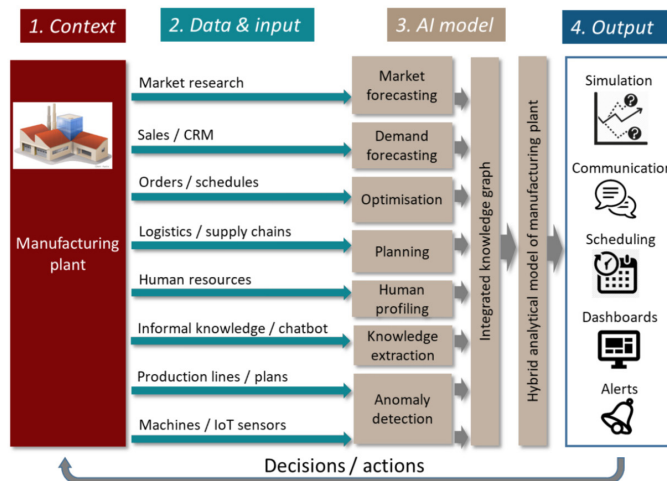 1. Context
2. Data & input
3. AI model
4. Output
Manufacturing
plant
Market research
Sales / CRM
Orders / schedules
Logistics / supply chains
Human resources
Informal knowledge / chatbot
Production lines / plans
Machines / IoT sensors
Market
forecasting
Demand
forecasting
Optimisation
Planning
Human
profiling
Knowledge
extraction
Anomaly
detection
Integrated knowledge graph
Hybrid analytical model of manufacturing plant
Simulation
?
?
Communication
Scheduling
Dashboards
Alerts
Decisions / actions